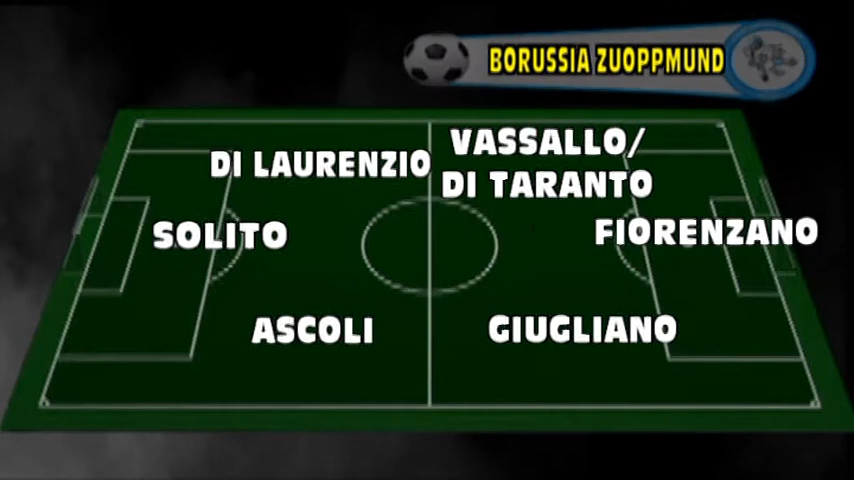 BORUSSIA ZUOPPMUND
VASSALLO/
DI LAURENZIO
DI TARANTO
SOLITO
FIORENZANO
ASCOLI
GIUGLIANO